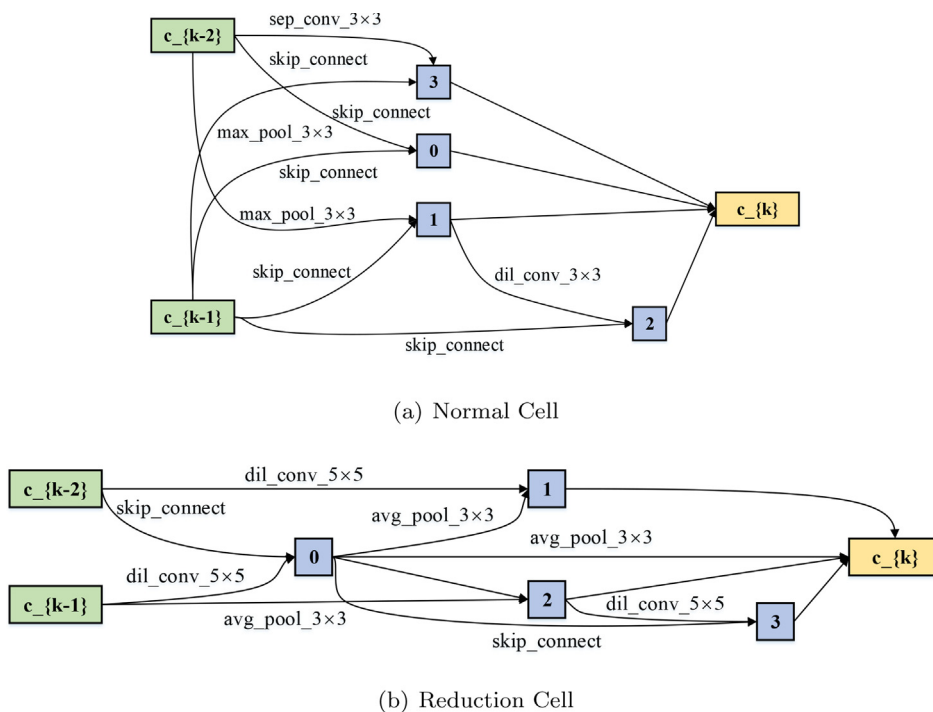 sep_conv_3×3
c_{k-2}
skip_connect
3
skip_connect
max_pool_3×3
0
skip_connect
c_{k}
max_pool_3×3
1
skip_connect
dil_conv_3×3
c_{k-1}
2
skip_connect
(a) Normal Cell
c_{k-2}
dil_conv_5×5
1
skip_connect
avg_pool_3×3
avg_pool_3×3
0
c_{k}
dil_conv_5×5
c_{k-1}
2
dil_conv_5×5
avg_pool_3×3
3
skip_connect
(b) Reduction Cell